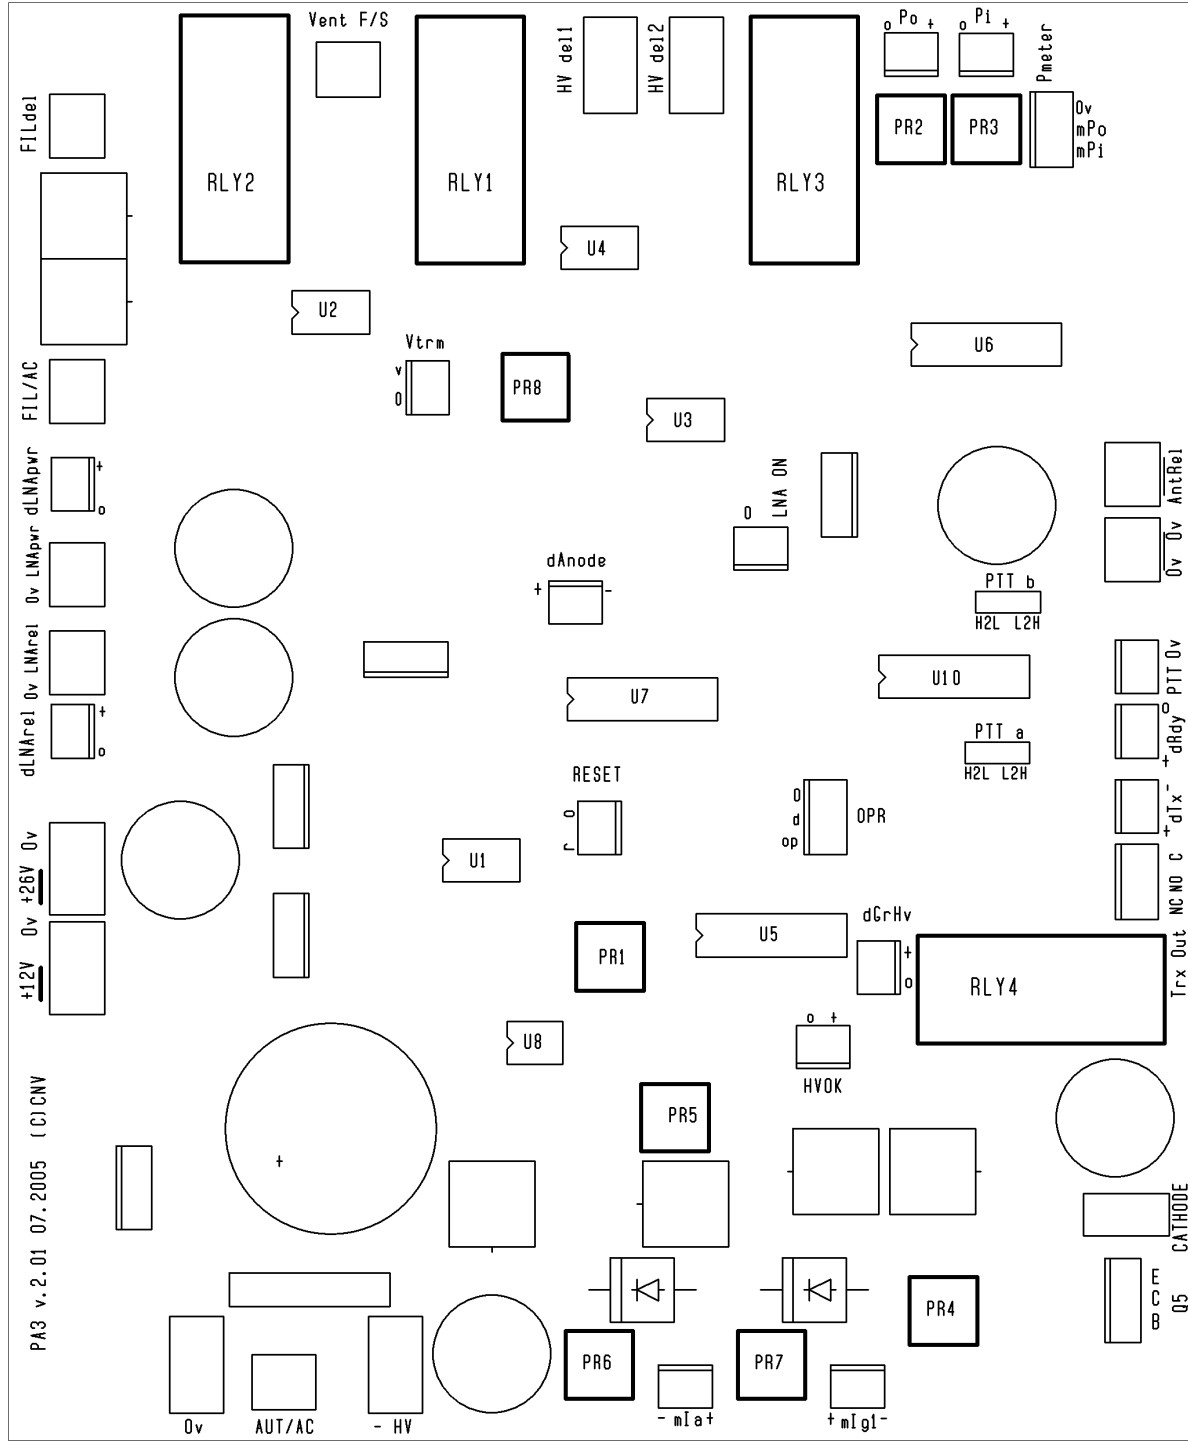 Vent F/S
HV del1
HV del2
Po
o +
Pi
o +
Pmeter
FILdel
PR2
PR3
Ov
mPo
mPi
RLY2
RLY1
RLY3
U4
U2
U6
Vtrm
v
O
PR8
FIL/AC
U3
dLNApwr
+
o
O
LNA ON
AntRel
Ov Ov
Ov LNApwr
dAnode
+ -
PTT b
H2L L2H
Ov LNArel
U7
U10
PTT Ov
dLNArel
+
o
PTT a
H2L L2H
o
dRdy
+
RESET
r o
O
d
op
OPR
-
dTx
+
+26V Ov
U1
NC NO C
+12V Ov
PR1
U5
dGrHv
+
o
RLY4
Trx Out
U8
o +
HVOK
PR5
+
PA3 v.2.01 07.2005 (C)CNV
CATHODE
E
C
B
Q5
PR4
PR6
PR7
Ov
AUT/AC
- HV
- mIa+
+ mIg1-